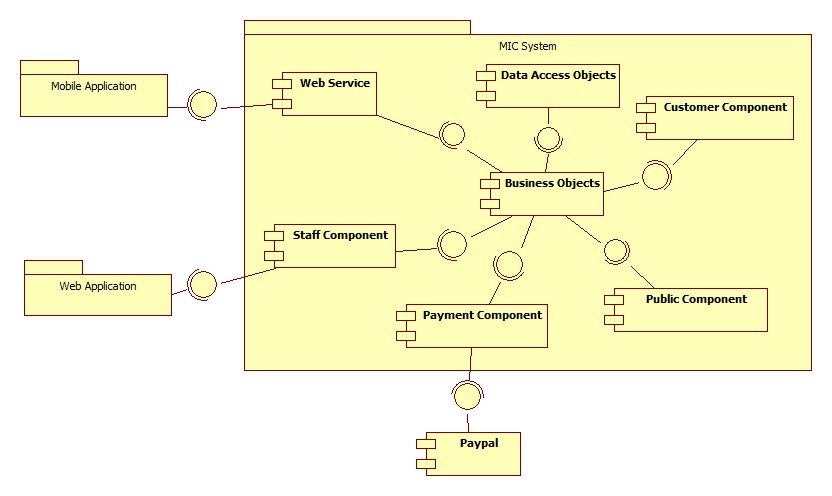 MIC System
Mobile Application
Web Service
Data Access Objects
Customer Component
Business Objects
Staff Component
Web Application
Payment Component
Public Component
Paypal